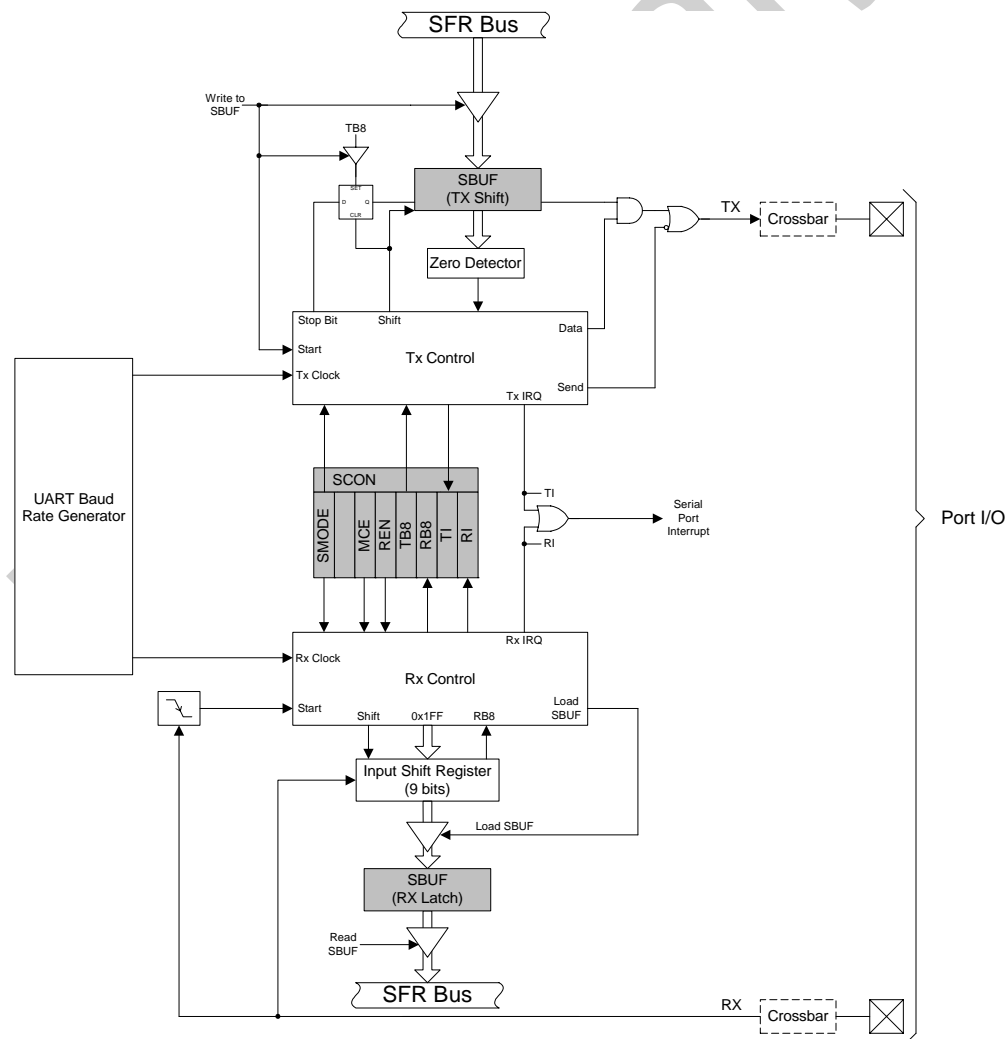 SFR Bus
Write to
SBUF
TB8
SET
D
Q
CLR
SBUF
(TX Shift)
TX
Crossbar
Zero Detector
Stop Bit
Shift
Data
Start
Tx Control
Tx Clock
Send
Tx IRQ
UART Baud
Rate Generator
SCON
SMODE
MCE
REN
TB8
RB8
TI
RI
TI
RI
Serial
Port
Interrupt
Port I/O
Rx IRQ
Rx Clock
Rx Control
Start
Load
SBUF
Shift
0x1FF
RB8
Input Shift Register
(9 bits)
Load SBUF
SBUF
(RX Latch)
Read
SBUF
SFR Bus
RX
Crossbar